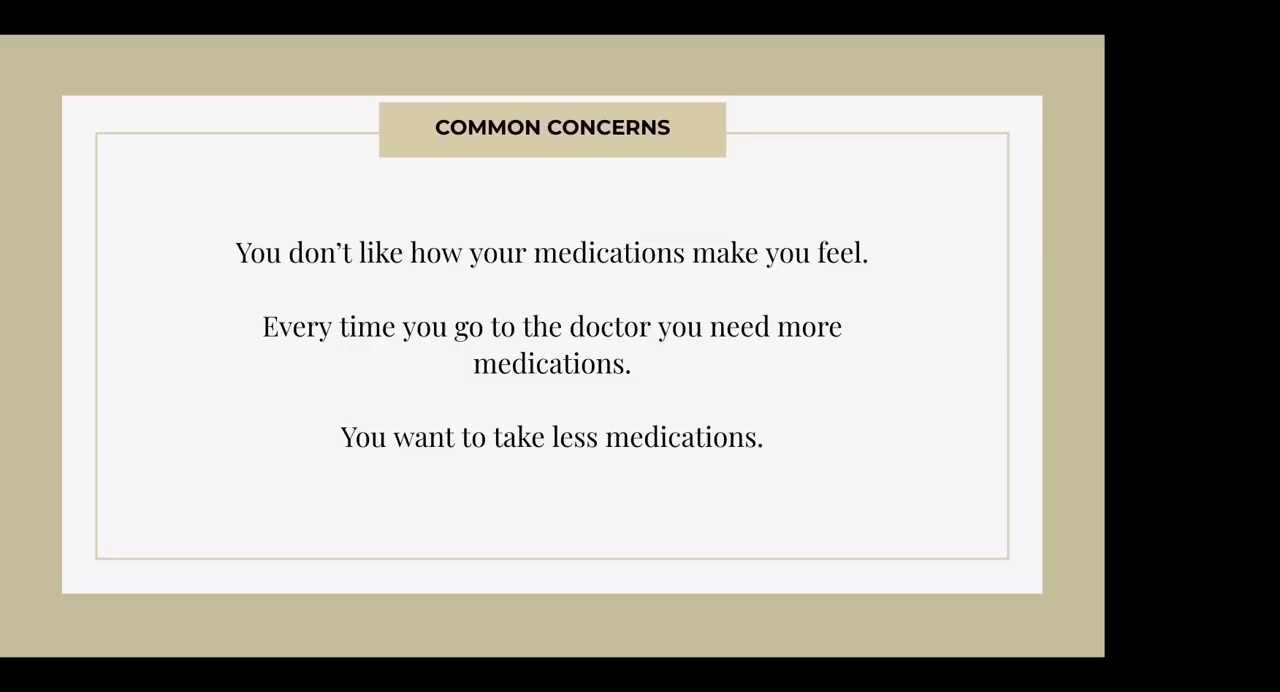 COMMON CONCERNS
You don’t like how your medications make you feel.
Every time you go to the doctor you need more
medications.
You want to take less medications.